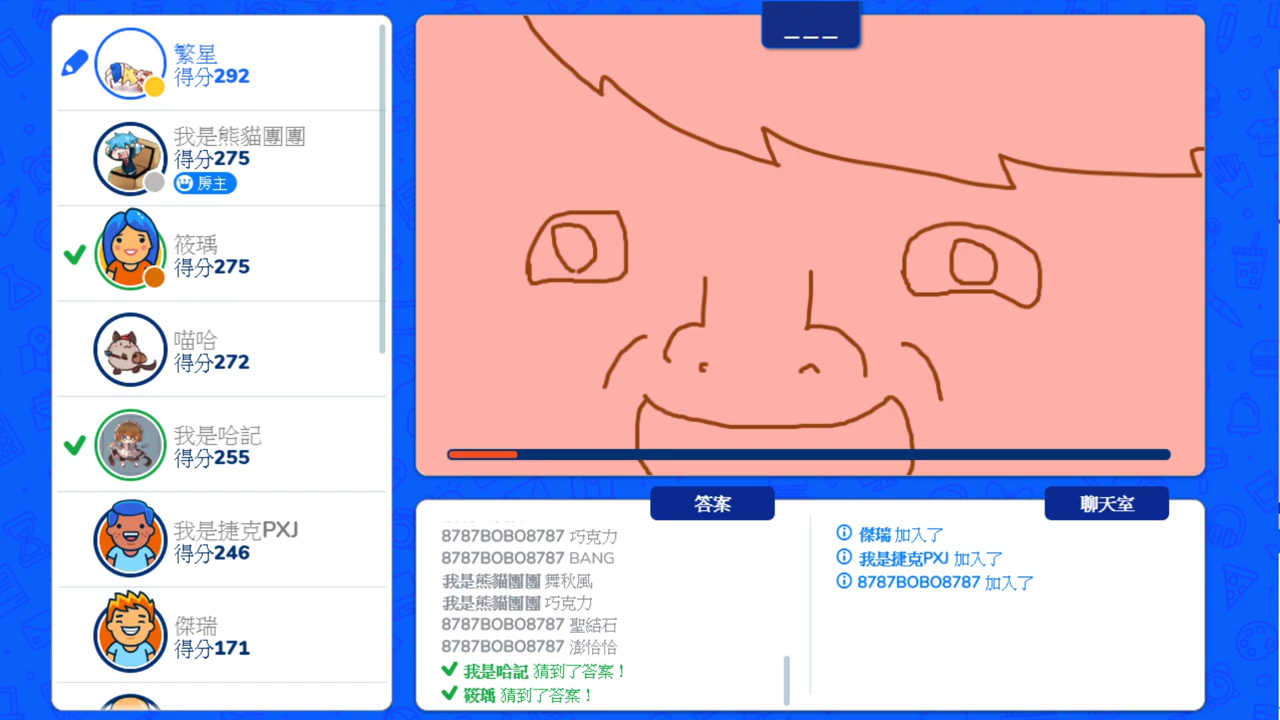 繁星
得分292
我是熊貓團團
得分275
房主
筱瑀
得分275
喵哈
得分272
我是哈記
得分255
我是捷克PXJ
得分246
傑瑞
得分171
_ _ _
答案
8787BOBO8787 巧克力
8787BOBO8787 BANG
我是熊貓團團 舞秋風
我是熊貓團團 巧克力
8787BOBO8787 聖結石
8787BOBO8787 澎恰恰
我是哈記 猜到了答案！
筱瑀 猜到了答案！
聊天室
傑瑞 加入了
我是捷克PXJ 加入了
8787BOBO8787 加入了